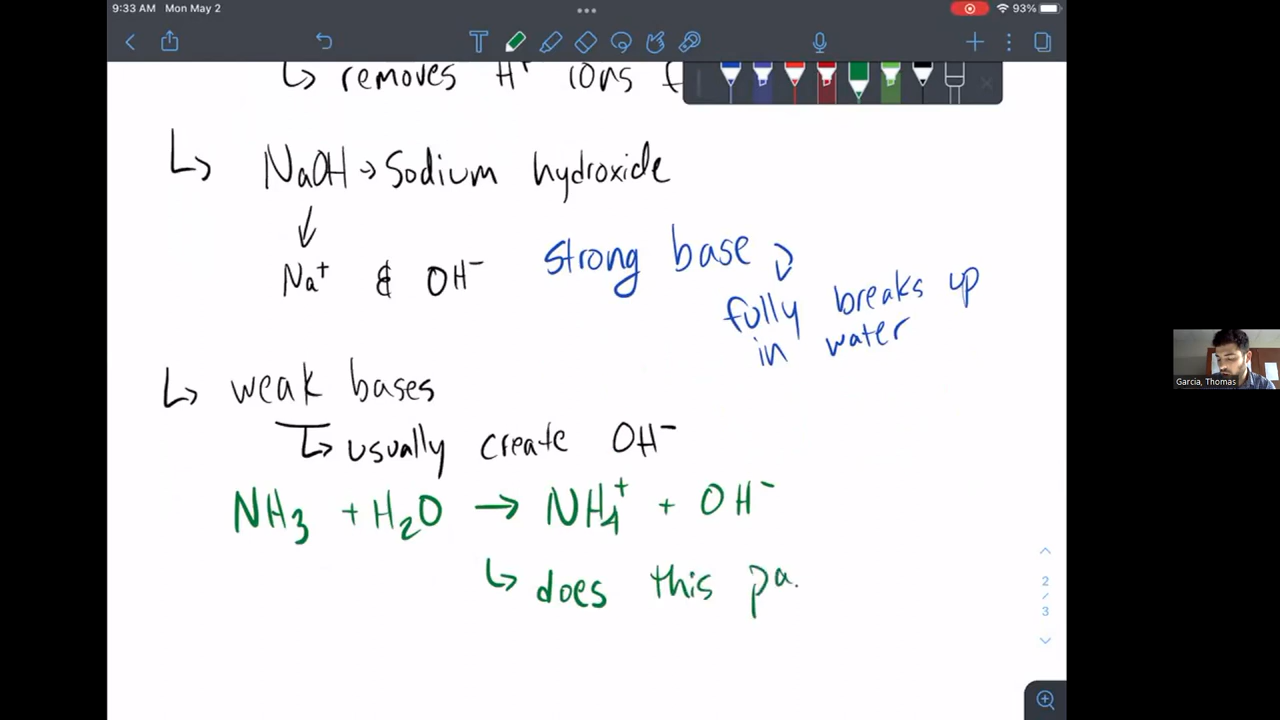 9:33 AM Mon May 2
93%
T
↳ removes H⁺ ions f
↳ NaOH → Sodium hydroxide
↓
Na⁺ & OH⁻
Strong base ↴
fully breaks up
in water
↳ weak bases
↳ usually create OH⁻
NH₃ + H₂O → NH₄⁺ + OH⁻
↳ does this pa
2
/
3
Garcia, Thomas